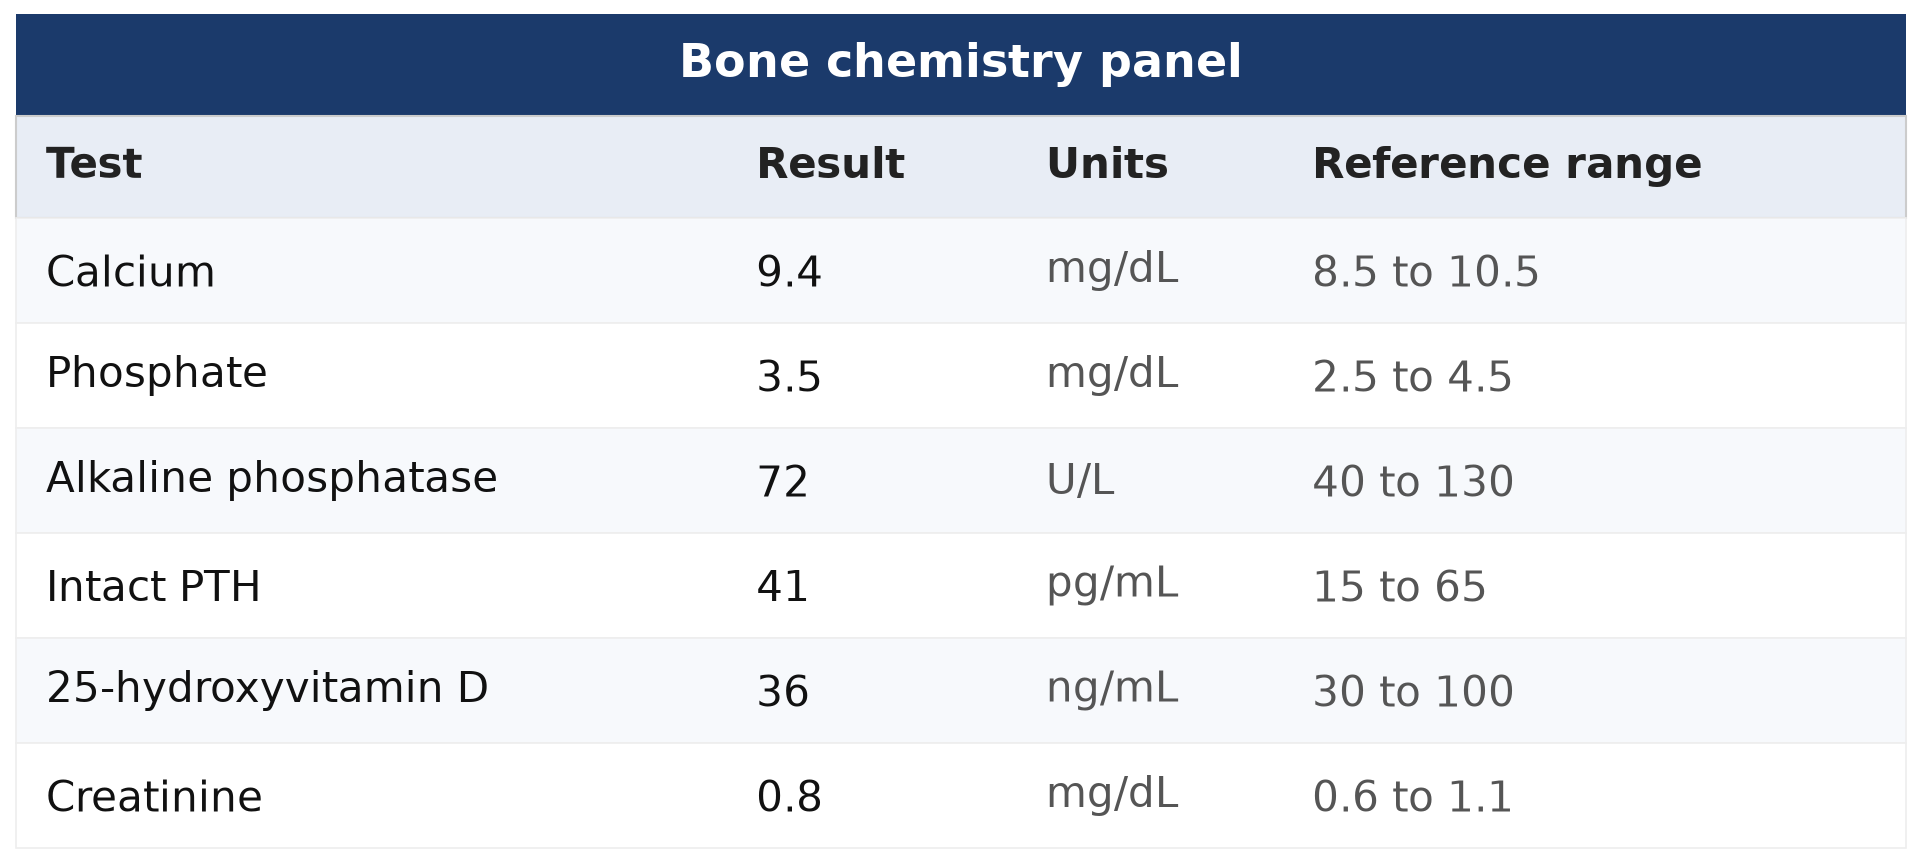 Bone chemistry panel
Test Result Units Reference range
Calcium 9.4 mg/dL 8.5 to 10.5
Phosphate 3.5 mg/dL 2.5 to 4.5
Alkaline phosphatase 72 U/L 40 to 130
Intact PTH 41 pg/mL 15 to 65
25-hydroxyvitamin D 36 ng/mL 30 to 100
Creatinine 0.8 mg/dL 0.6 to 1.1